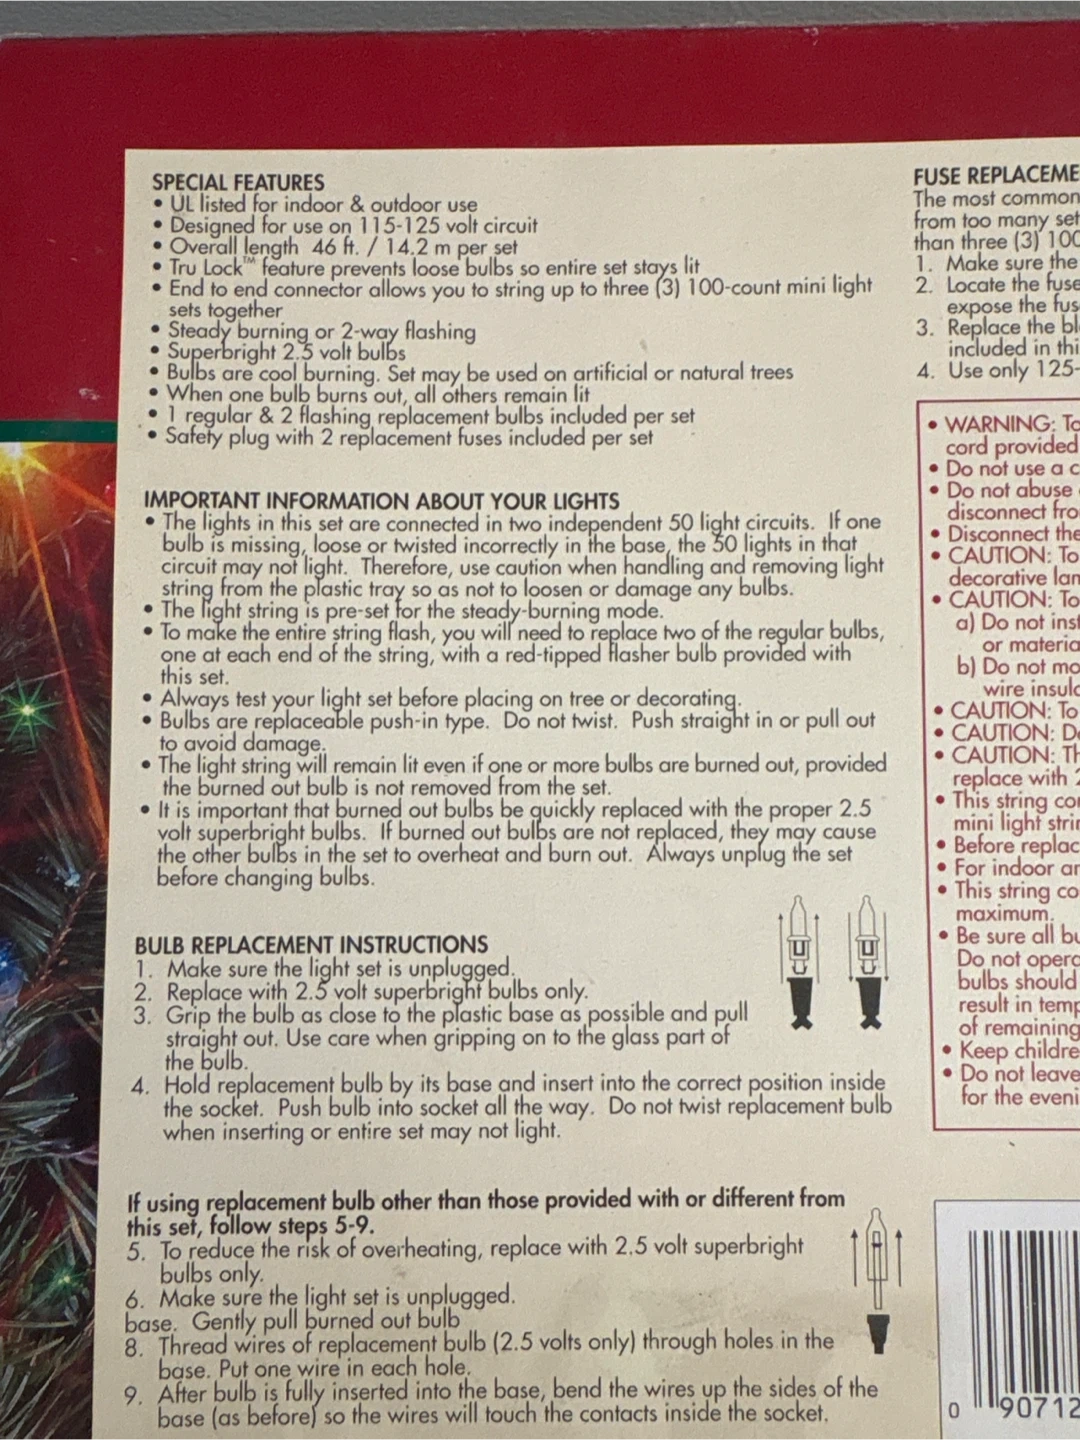 SPECIAL FEATURES
• UL listed for indoor & outdoor use
• Designed for use on 115-125 volt circuit
• Overall length 46 ft. / 14.2 m per set
• Tru Lock™ feature prevents loose bulbs so entire set stays lit
• End to end connector allows you to string up to three (3) 100-count mini light
sets together
• Steady burning or 2-way flashing
• Superbright 2.5 volt bulbs
• Bulbs are cool burning. Set may be used on artificial or natural trees
• When one bulb burns out, all others remain lit
• 1 regular & 2 flashing replacement bulbs included per set
• Safety plug with 2 replacement fuses included per set
IMPORTANT INFORMATION ABOUT YOUR LIGHTS
• The lights in this set are connected in two independent 50 light circuits. If one
bulb is missing, loose or twisted incorrectly in the base, the 50 lights in that
circuit may not light. Therefore, use caution when handling and removing light
string from the plastic tray so as not to loosen or damage any bulbs.
• The light string is pre-set for the steady-burning mode.
• To make the entire string flash, you will need to replace two of the regular bulbs,
one at each end of the string, with a red-tipped flasher bulb provided with
this set.
• Always test your light set before placing on tree or decorating.
• Bulbs are replaceable push-in type. Do not twist. Push straight in or pull out
to avoid damage.
• The light string will remain lit even if one or more bulbs are burned out, provided
the burned out bulb is not removed from the set.
• It is important that burned out bulbs be quickly replaced with the proper 2.5
volt superbright bulbs. If burned out bulbs are not replaced, they may cause
the other bulbs in the set to overheat and burn out. Always unplug the set
before changing bulbs.
BULB REPLACEMENT INSTRUCTIONS
1. Make sure the light set is unplugged.
2. Replace with 2.5 volt superbright bulbs only.
3. Grip the bulb as close to the plastic base as possible and pull
straight out. Use care when gripping on to the glass part of
the bulb.
4. Hold replacement bulb by its base and insert into the correct position inside
the socket. Push bulb into socket all the way. Do not twist replacement bulb
when inserting or entire set may not light.
If using replacement bulb other than those provided with or different from
this set, follow steps 5-9.
5. To reduce the risk of overheating, replace with 2.5 volt superbright
bulbs only.
6. Make sure the light set is unplugged.
base. Gently pull burned out bulb
8. Thread wires of replacement bulb (2.5 volts only) through holes in the
base. Put one wire in each hole.
9. After bulb is fully inserted into the base, bend the wires up the sides of the
base (as before) so the wires will touch the contacts inside the socket.
FUSE REPLACEME
The most common
from too many set
than three (3) 100
1. Make sure the
2. Locate the fuse
expose the fus
3. Replace the bl
included in thi
4. Use only 125-
• WARNING: To
cord provided
• Do not use a c
• Do not abuse
disconnect fro
• Disconnect the
• CAUTION: To
decorative lam
• CAUTION: To
a) Do not inst
or materia
b) Do not mo
wire insula
• CAUTION: To
• CAUTION: Do
• CAUTION: Th
replace with 2
• This string co
mini light strin
• Before replac
• For indoor an
• This string co
maximum.
• Be sure all bu
Do not opera
bulbs should
result in temp
of remaining
• Keep childre
• Do not leave
for the eveni
0 90712